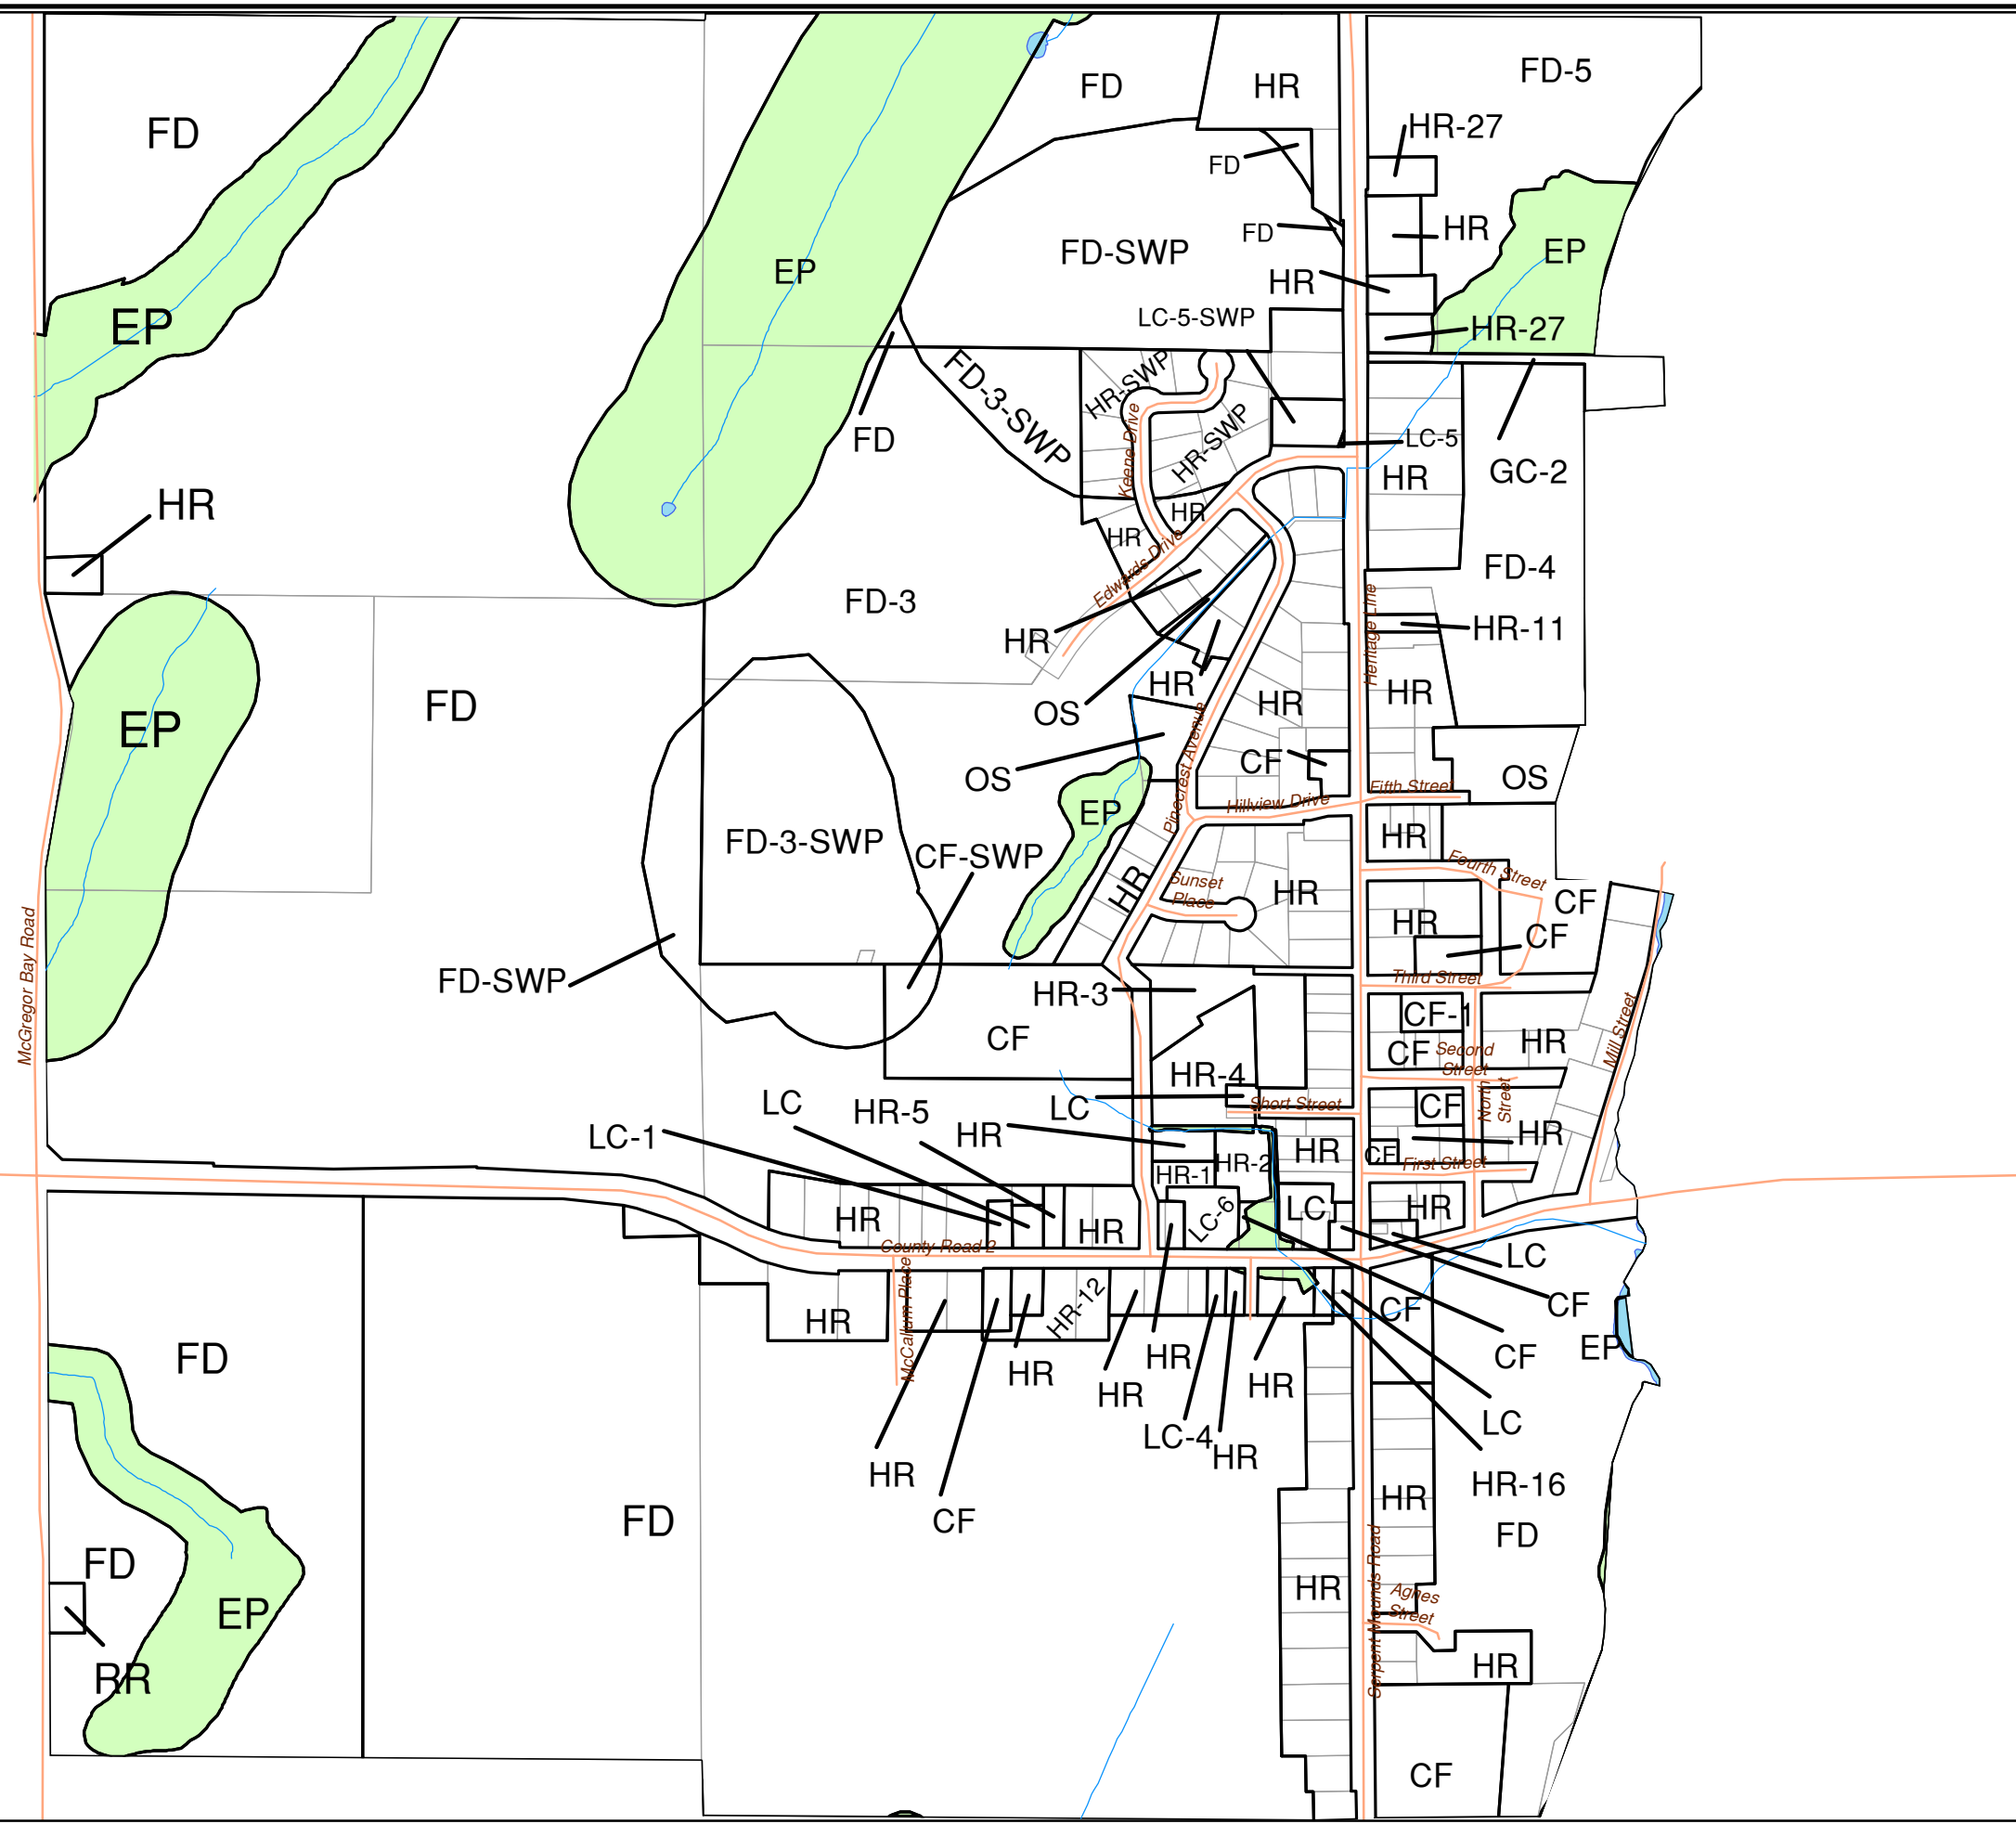 FD-5
FD
HR
HR-27
FD
FD
HR
FD
EP
FD-SWP
EP
HR
LC-5-SWP
EP
HR-27
HR-SWP
FD-3-SWP
FD
HR-SWP
LC-5
Keene Drive
GC-2
HR
HR
HR
HR
Edwards Drive
FD-4
FD-3
Heritage Line
HR-11
HR
HR
HR
HR
FD
EP
OS
Pinecrest Avenue
CF
OS
OS
Fifth Street
Hillview Drive
EP
FD-3-SWP
HR
CF-SWP
Fourth Street
Sunset
Place
HR
HR
CF
HR
CF
McGregor Bay Road
FD-SWP
Third Street
HR-3
CF-1
CF
HR
Mill Street
CF
Second
Street
HR-4
LC
HR-5
LC
Short Street
CF
North
Street
LC-1
HR
HR
HR
CF
HR-2
First Street
HR-1
HR
HR
LC-6
LC
HR
County Road 2
LC
McCallum Place
HR
HR-12
CF
CF
EP
FD
HR
HR
CF
HR
HR
LC-4
LC
HR
HR
CF
HR-16
HR
FD
FD
FD
HR
Serpent Mounds Road
Agnes
Street
EP
HR
RR
CF